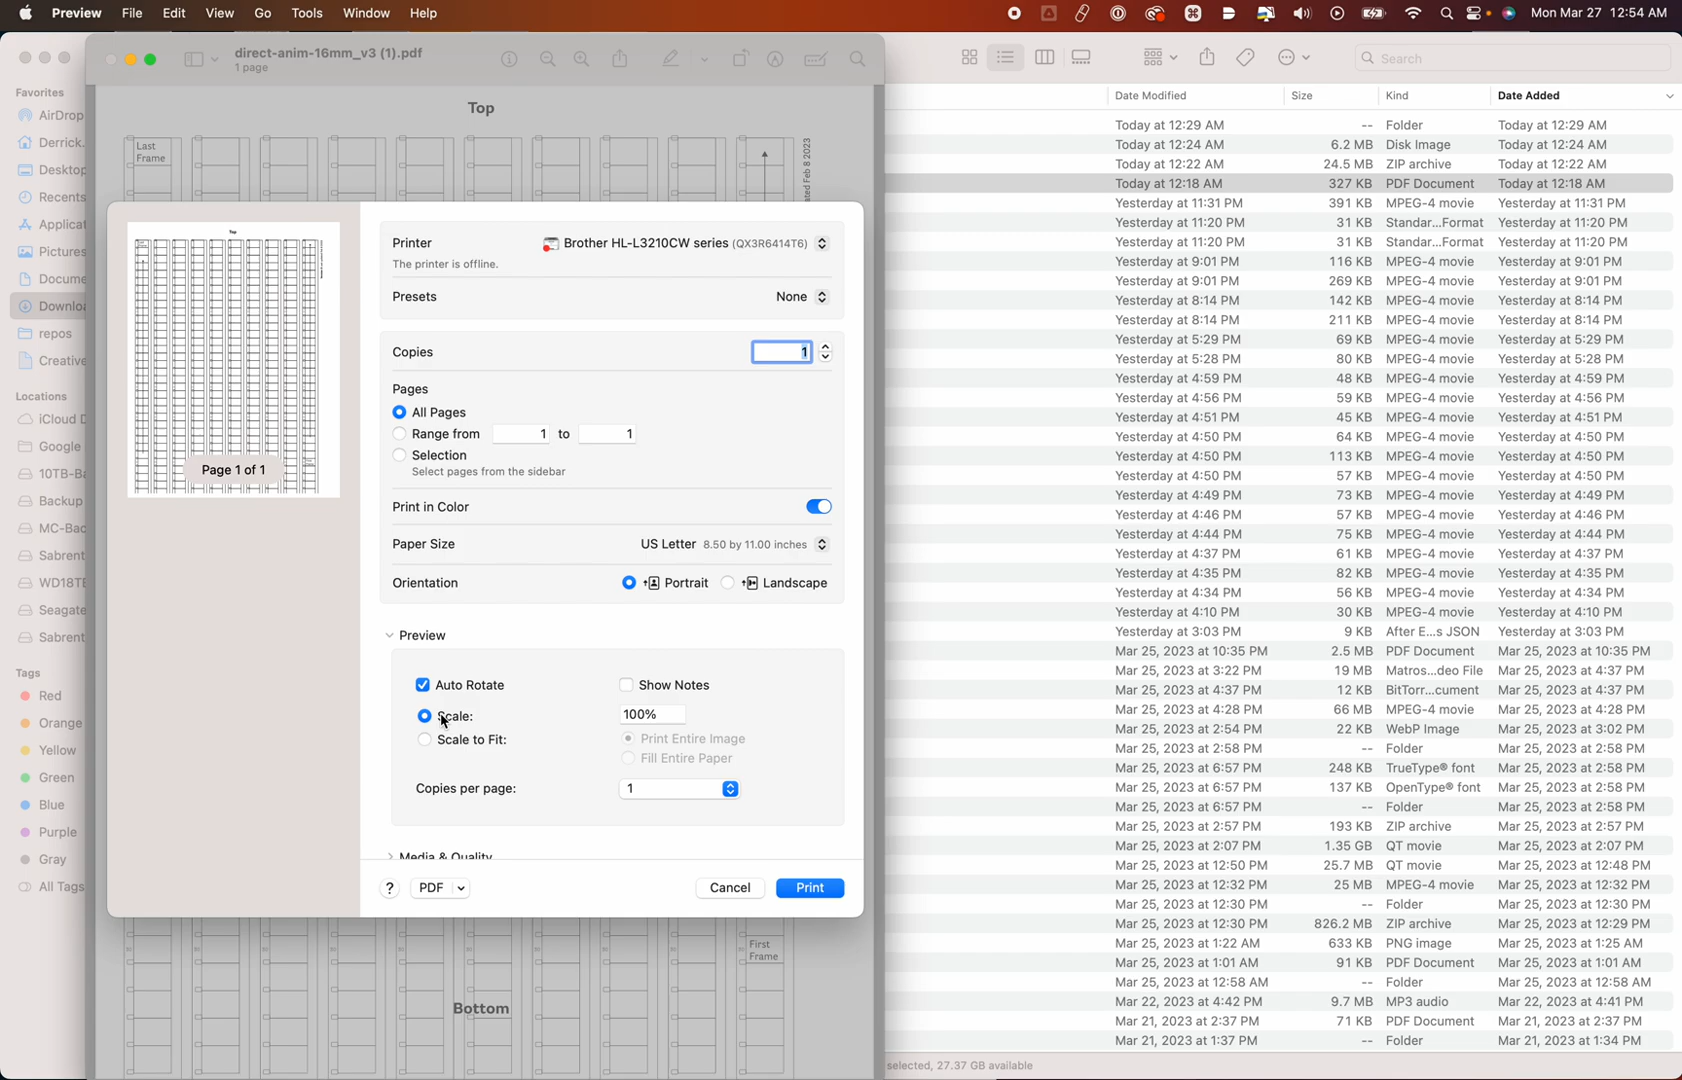 Preview File Edit View Go Tools Window Help Mon Mar 27 12:54 AM
direct-anim-16mm_v3 (1).pdf
1 page
Search
Favorites
AirDrop
Derrick.
Desktop
Recents
Applicat
Pictures
Docume
Downloa
repos
Creative
Locations
iCloud D
Google
10TB-Ba
Backup
MC-Bac
Sabrent
WD18TE
Seagate
Sabrent
Tags
Red
Orange
Yellow
Green
Blue
Purple
Gray
All Tags
Top
Last
Frame
ated Feb 8 2023
Top
Page 1 of 1
Printer Brother HL-L3210CW series (QX3R6414T6)
The printer is offline.
Presets None
Copies 1
Pages
All Pages
Range from 1 to 1
Selection
Select pages from the sidebar
Print in Color
Paper Size US Letter 8.50 by 11.00 inches
Orientation Portrait Landscape
Preview
Auto Rotate Show Notes
Scale: 100%
Scale to Fit: Print Entire Image
Fill Entire Paper
Copies per page: 1
Media & Quality
? PDF Cancel Print
First
Frame
Bottom
Date Modified Size Kind Date Added
Today at 12:29 AM -- Folder Today at 12:29 AM
Today at 12:24 AM 6.2 MB Disk Image Today at 12:24 AM
Today at 12:22 AM 24.5 MB ZIP archive Today at 12:22 AM
Today at 12:18 AM 327 KB PDF Document Today at 12:18 AM
Yesterday at 11:31 PM 391 KB MPEG-4 movie Yesterday at 11:31 PM
Yesterday at 11:20 PM 31 KB Standar...Format Yesterday at 11:20 PM
Yesterday at 11:20 PM 31 KB Standar...Format Yesterday at 11:20 PM
Yesterday at 9:01 PM 116 KB MPEG-4 movie Yesterday at 9:01 PM
Yesterday at 9:01 PM 269 KB MPEG-4 movie Yesterday at 9:01 PM
Yesterday at 8:14 PM 142 KB MPEG-4 movie Yesterday at 8:14 PM
Yesterday at 8:14 PM 211 KB MPEG-4 movie Yesterday at 8:14 PM
Yesterday at 5:29 PM 69 KB MPEG-4 movie Yesterday at 5:29 PM
Yesterday at 5:28 PM 80 KB MPEG-4 movie Yesterday at 5:28 PM
Yesterday at 4:59 PM 48 KB MPEG-4 movie Yesterday at 4:59 PM
Yesterday at 4:56 PM 59 KB MPEG-4 movie Yesterday at 4:56 PM
Yesterday at 4:51 PM 45 KB MPEG-4 movie Yesterday at 4:51 PM
Yesterday at 4:50 PM 64 KB MPEG-4 movie Yesterday at 4:50 PM
Yesterday at 4:50 PM 113 KB MPEG-4 movie Yesterday at 4:50 PM
Yesterday at 4:50 PM 57 KB MPEG-4 movie Yesterday at 4:50 PM
Yesterday at 4:49 PM 73 KB MPEG-4 movie Yesterday at 4:49 PM
Yesterday at 4:46 PM 57 KB MPEG-4 movie Yesterday at 4:46 PM
Yesterday at 4:44 PM 75 KB MPEG-4 movie Yesterday at 4:44 PM
Yesterday at 4:37 PM 61 KB MPEG-4 movie Yesterday at 4:37 PM
Yesterday at 4:35 PM 82 KB MPEG-4 movie Yesterday at 4:35 PM
Yesterday at 4:34 PM 56 KB MPEG-4 movie Yesterday at 4:34 PM
Yesterday at 4:10 PM 30 KB MPEG-4 movie Yesterday at 4:10 PM
Yesterday at 3:03 PM 9 KB After E...s JSON Yesterday at 3:03 PM
Mar 25, 2023 at 10:35 PM 2.5 MB PDF Document Mar 25, 2023 at 10:35 PM
Mar 25, 2023 at 3:22 PM 19 MB Matros...deo File Mar 25, 2023 at 4:37 PM
Mar 25, 2023 at 4:37 PM 12 KB BitTorr...cument Mar 25, 2023 at 4:37 PM
Mar 25, 2023 at 4:28 PM 66 MB MPEG-4 movie Mar 25, 2023 at 4:28 PM
Mar 25, 2023 at 2:54 PM 22 KB WebP Image Mar 25, 2023 at 3:02 PM
Mar 25, 2023 at 2:58 PM -- Folder Mar 25, 2023 at 2:58 PM
Mar 25, 2023 at 6:57 PM 248 KB TrueType® font Mar 25, 2023 at 2:58 PM
Mar 25, 2023 at 6:57 PM 137 KB OpenType® font Mar 25, 2023 at 2:58 PM
Mar 25, 2023 at 6:57 PM -- Folder Mar 25, 2023 at 2:58 PM
Mar 25, 2023 at 2:57 PM 193 KB ZIP archive Mar 25, 2023 at 2:57 PM
Mar 25, 2023 at 2:07 PM 1.35 GB QT movie Mar 25, 2023 at 2:07 PM
Mar 25, 2023 at 12:50 PM 25.7 MB QT movie Mar 25, 2023 at 12:48 PM
Mar 25, 2023 at 12:32 PM 25 MB MPEG-4 movie Mar 25, 2023 at 12:32 PM
Mar 25, 2023 at 12:30 PM -- Folder Mar 25, 2023 at 12:30 PM
Mar 25, 2023 at 12:30 PM 826.2 MB ZIP archive Mar 25, 2023 at 12:29 PM
Mar 25, 2023 at 1:22 AM 633 KB PNG image Mar 25, 2023 at 1:25 AM
Mar 25, 2023 at 1:01 AM 91 KB PDF Document Mar 25, 2023 at 1:01 AM
Mar 25, 2023 at 12:58 AM -- Folder Mar 25, 2023 at 12:58 AM
Mar 22, 2023 at 4:42 PM 9.7 MB MP3 audio Mar 22, 2023 at 4:41 PM
Mar 21, 2023 at 2:37 PM 71 KB PDF Document Mar 21, 2023 at 2:37 PM
Mar 21, 2023 at 1:37 PM -- Folder Mar 21, 2023 at 1:34 PM
selected, 27.37 GB available